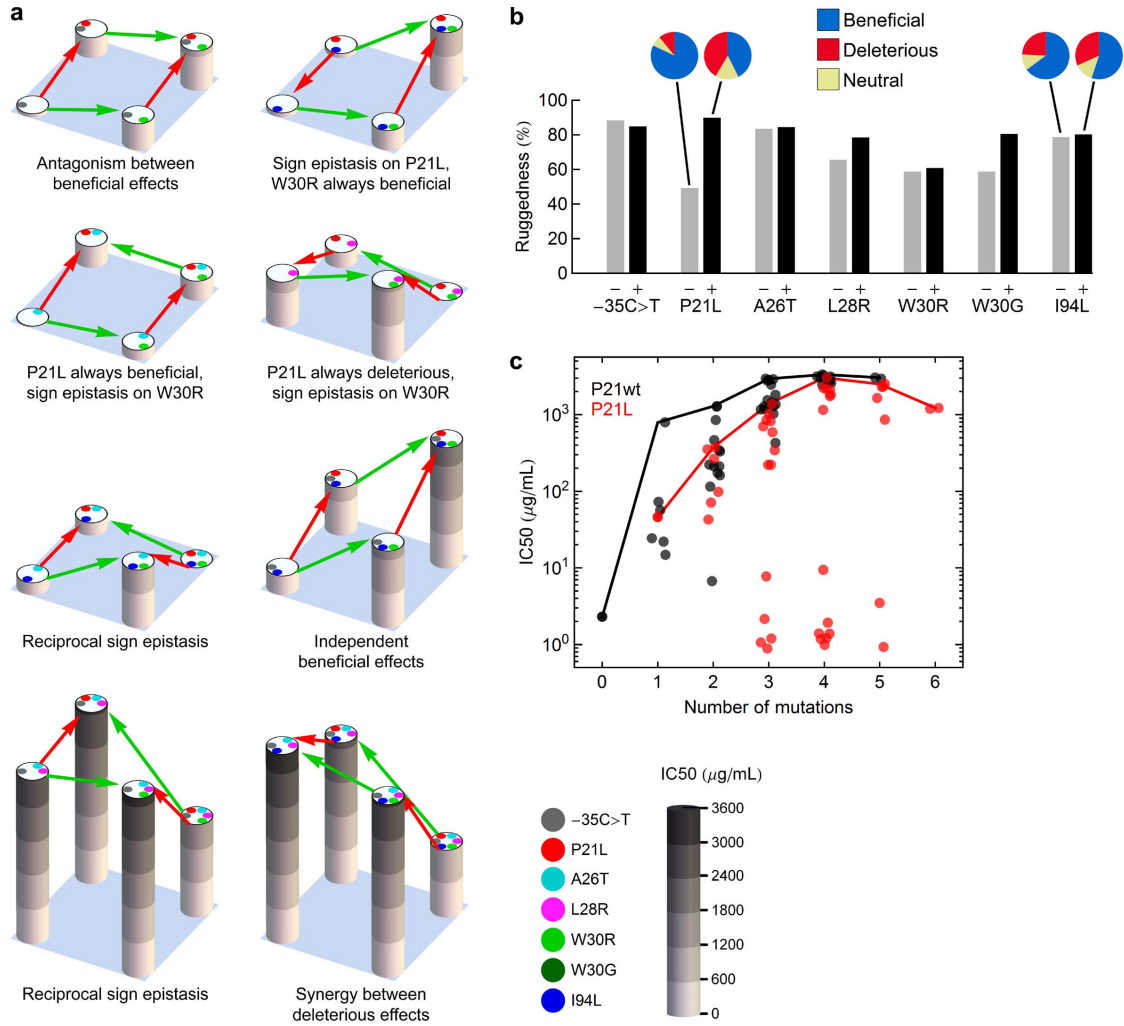 a
Antagonism between
beneficial effects
Sign epistasis on P21L,
W30R always beneficial
P21L always beneficial,
sign epistasis on W30R
P21L always deleterious,
sign epistasis on W30R
Reciprocal sign epistasis
Independent
beneficial effects
Reciprocal sign epistasis
Synergy between
deleterious effects
b
Beneficial
Deleterious
Neutral
Ruggedness (%)
100
80
60
40
20
0
− + − + − + − + − + − + − +
−35C>T P21L A26T L28R W30R W30G I94L
c
P21wt
P21L
IC50 (μg/mL)
10³
10²
10¹
10⁰
0 1 2 3 4 5 6
Number of mutations
−35C>T
P21L
A26T
L28R
W30R
W30G
I94L
IC50 (μg/mL)
3600
3000
2400
1800
1200
600
0